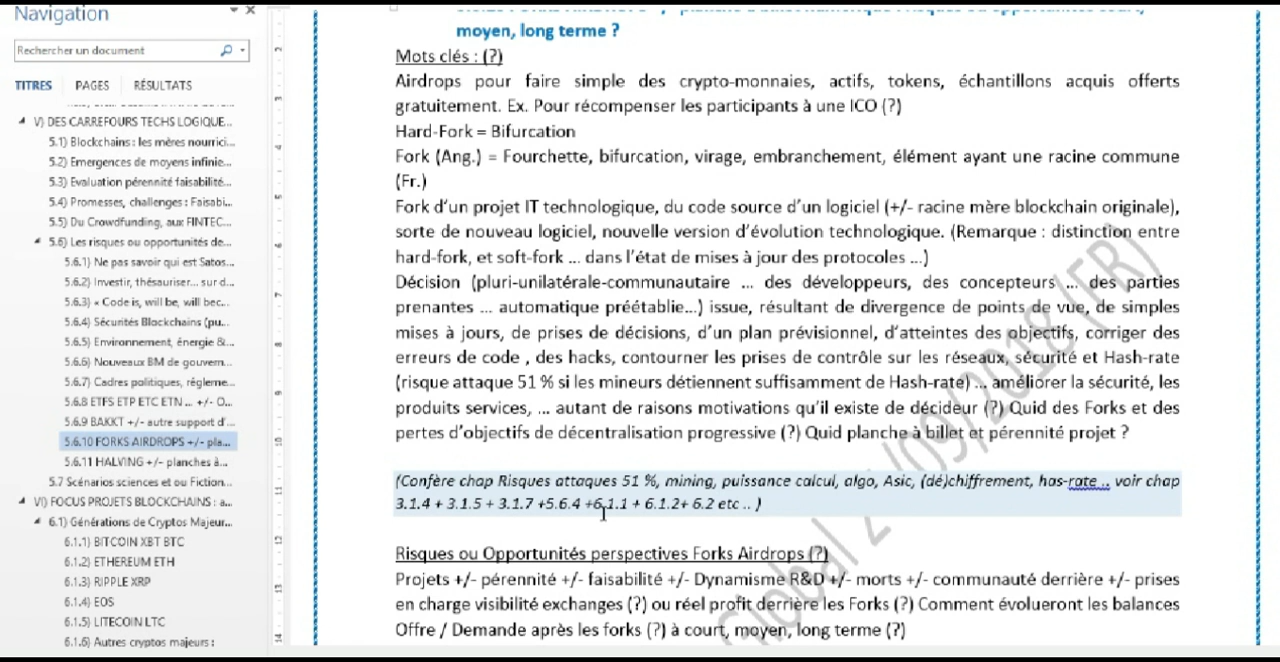 Navigation
Rechercher un document
TITRES PAGES RÉSULTATS
V) DES CARREFOURS TECHS LOGIQUE...
5.1) Blockchains : les mères nourrici...
5.2) Emergences de moyens infinie...
5.3) Evaluation pérennité faisabilité...
5.4) Promesses, challenges : Faisabi...
5.5) Du Crowdfunding, aux FINTEC...
5.6) Les risques ou opportunités de...
5.6.1) Ne pas savoir qui est Satos...
5.6.2) Investir, thésauriser... sur d...
5.6.3) « Code is, will be, will bec...
5.6.4) Sécurités Blockchains (pu...
5.6.5) Environnement, énergie &...
5.6.6) Nouveaux BM de gouvern...
5.6.7) Cadres politiques, régleme...
5.6.8 ETFS ETP ETC ETN ... +/- O...
5.6.9 BAKKT +/- autre support d'...
5.6.10 FORKS AIRDROPS +/- pla...
5.6.11 HALVING +/- planches à...
5.7 Scénarios sciences et ou Fiction...
VI) FOCUS PROJETS BLOCKCHAINS : a...
6.1) Générations de Cryptos Majeur...
6.1.1) BITCOIN XBT BTC
6.1.2) ETHEREUM ETH
6.1.3) RIPPLE XRP
6.1.4) EOS
6.1.5) LITECOIN LTC
6.1.6) Autres cryptos majeurs :
moyen, long terme ?
Mots clés : (?)
Airdrops pour faire simple des crypto-monnaies, actifs, tokens, échantillons acquis offerts
gratuitement. Ex. Pour récompenser les participants à une ICO (?)
Hard-Fork = Bifurcation
Fork (Ang.) = Fourchette, bifurcation, virage, embranchement, élément ayant une racine commune
(Fr.)
Fork d'un projet IT technologique, du code source d'un logiciel (+/- racine mère blockchain originale),
sorte de nouveau logiciel, nouvelle version d'évolution technologique. (Remarque : distinction entre
hard-fork, et soft-fork ... dans l'état de mises à jour des protocoles ...)
Décision (pluri-unilatérale-communautaire ... des développeurs, des concepteurs ... des parties
prenantes ... automatique préétablie...) issue, résultant de divergence de points de vue, de simples
mises à jours, de prises de décisions, d'un plan prévisionnel, d'atteintes des objectifs, corriger des
erreurs de code , des hacks, contourner les prises de contrôle sur les réseaux, sécurité et Hash-rate
(risque attaque 51 % si les mineurs détiennent suffisamment de Hash-rate) ... améliorer la sécurité, les
produits services, ... autant de raisons motivations qu'il existe de décideur (?) Quid des Forks et des
pertes d'objectifs de décentralisation progressive (?) Quid planche à billet et pérennité projet ?
(Confère chap Risques attaques 51 %, mining, puissance calcul, algo, Asic, (dé)chiffrement, has-rate ... voir chap
3.1.4 + 3.1.5 + 3.1.7 +5.6.4 +6.1.1 + 6.1.2+ 6.2 etc .. )
Risques ou Opportunités perspectives Forks Airdrops (?)
Projets +/- pérennité +/- faisabilité +/- Dynamisme R&D +/- morts +/- communauté derrière +/- prises
en charge visibilité exchanges (?) ou réel profit derrière les Forks (?) Comment évolueront les balances
Offre / Demande après les forks (?) à court, moyen, long terme (?)